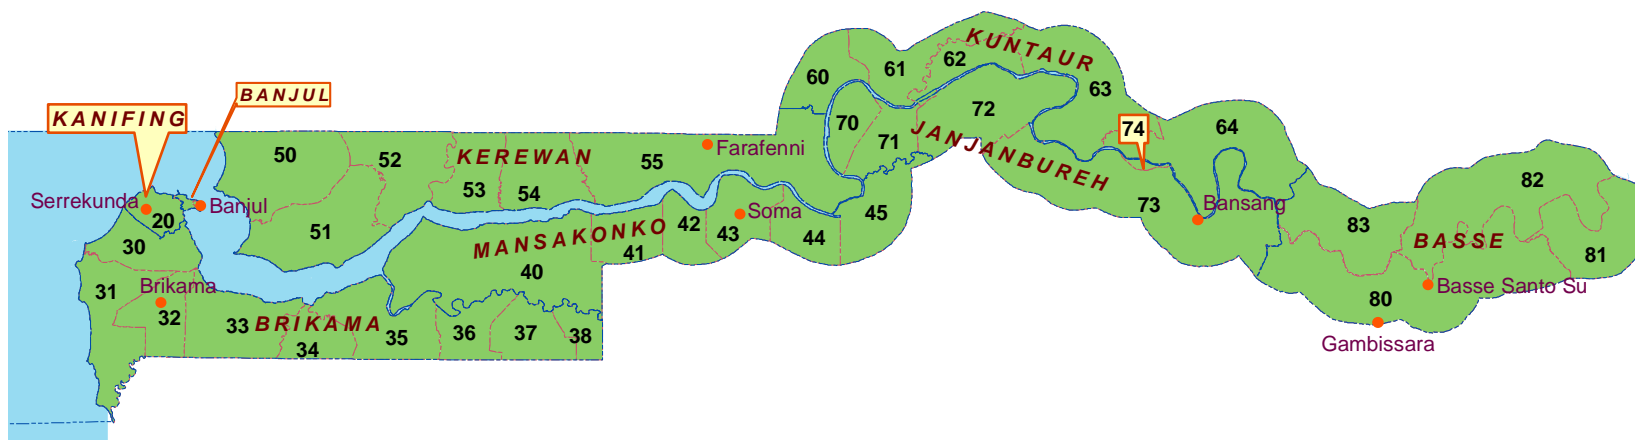 KUNTAUR
62
61
60
63
BANJUL
KANIFING
72
74
64
70
JANJANBUREH
71
50
52
KEREWAN
55
Farafenni
53
54
82
Serrekunda
20
Banjul
51
MANSAKONKO
42
43
Soma
45
44
73
Bansang
83
BASSE
81
30
41
40
31
Brikama
32
33
BRIKAMA
34
35
36
37
38
80
Basse Santo Su
Gambissara